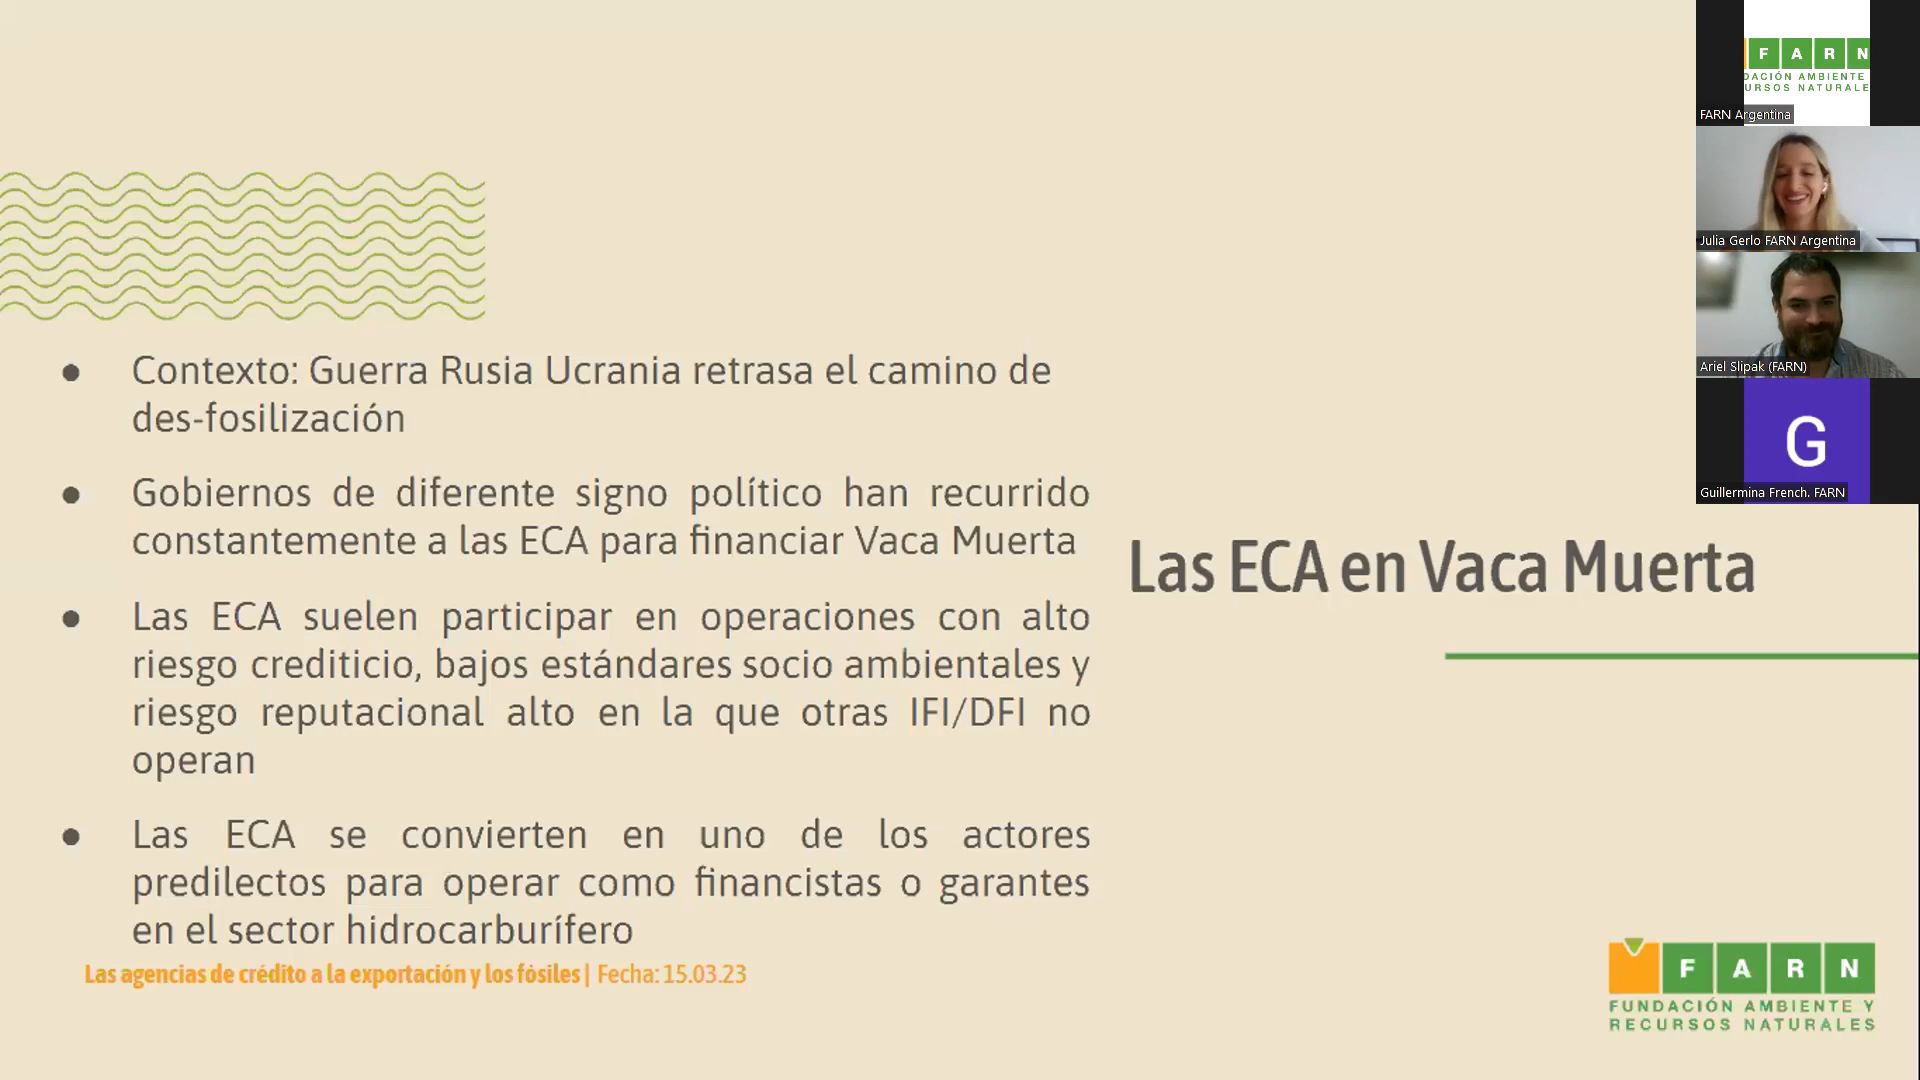 Contexto: Guerra Rusia Ucrania retrasa el camino de
des-fosilización
Gobiernos de diferente signo político han recurrido
constantemente a las ECA para financiar Vaca Muerta
Las ECA suelen participar en operaciones con alto
riesgo crediticio, bajos estándares socio ambientales y
riesgo reputacional alto en la que otras IFI/DFI no
operan
Las ECA se convierten en uno de los actores
predilectos para operar como financistas o garantes
en el sector hidrocarburífero
Las agencias de crédito a la exportación y los fósiles | Fecha: 15.03.23
Las ECA en Vaca Muerta
FARN
FUNDACIÓN AMBIENTE Y
RECURSOS NATURALES
FARN
DACIÓN AMBIENTE
URSOS NATURALE
FARN Argentina
Julia Gerlo FARN Argentina
Ariel Slipak (FARN)
G
Guillermina French. FARN